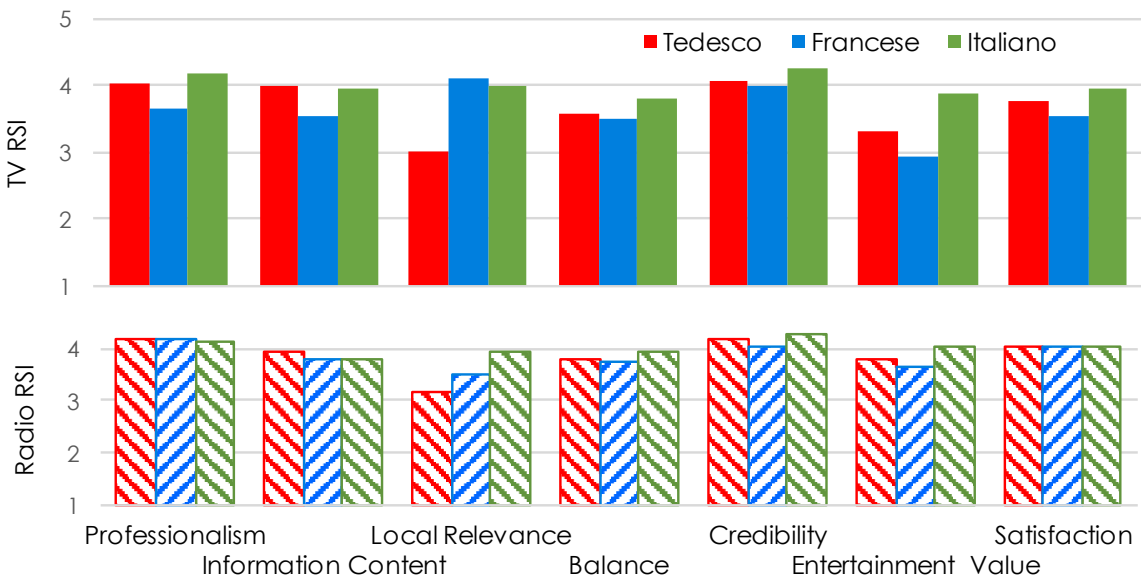 5
Tedesco Francese Italiano
4
3
2
1
TV RSI
4
3
2
1
Radio RSI
Professionalism Local Relevance Credibility Satisfaction
Information Content Balance Entertainment Value